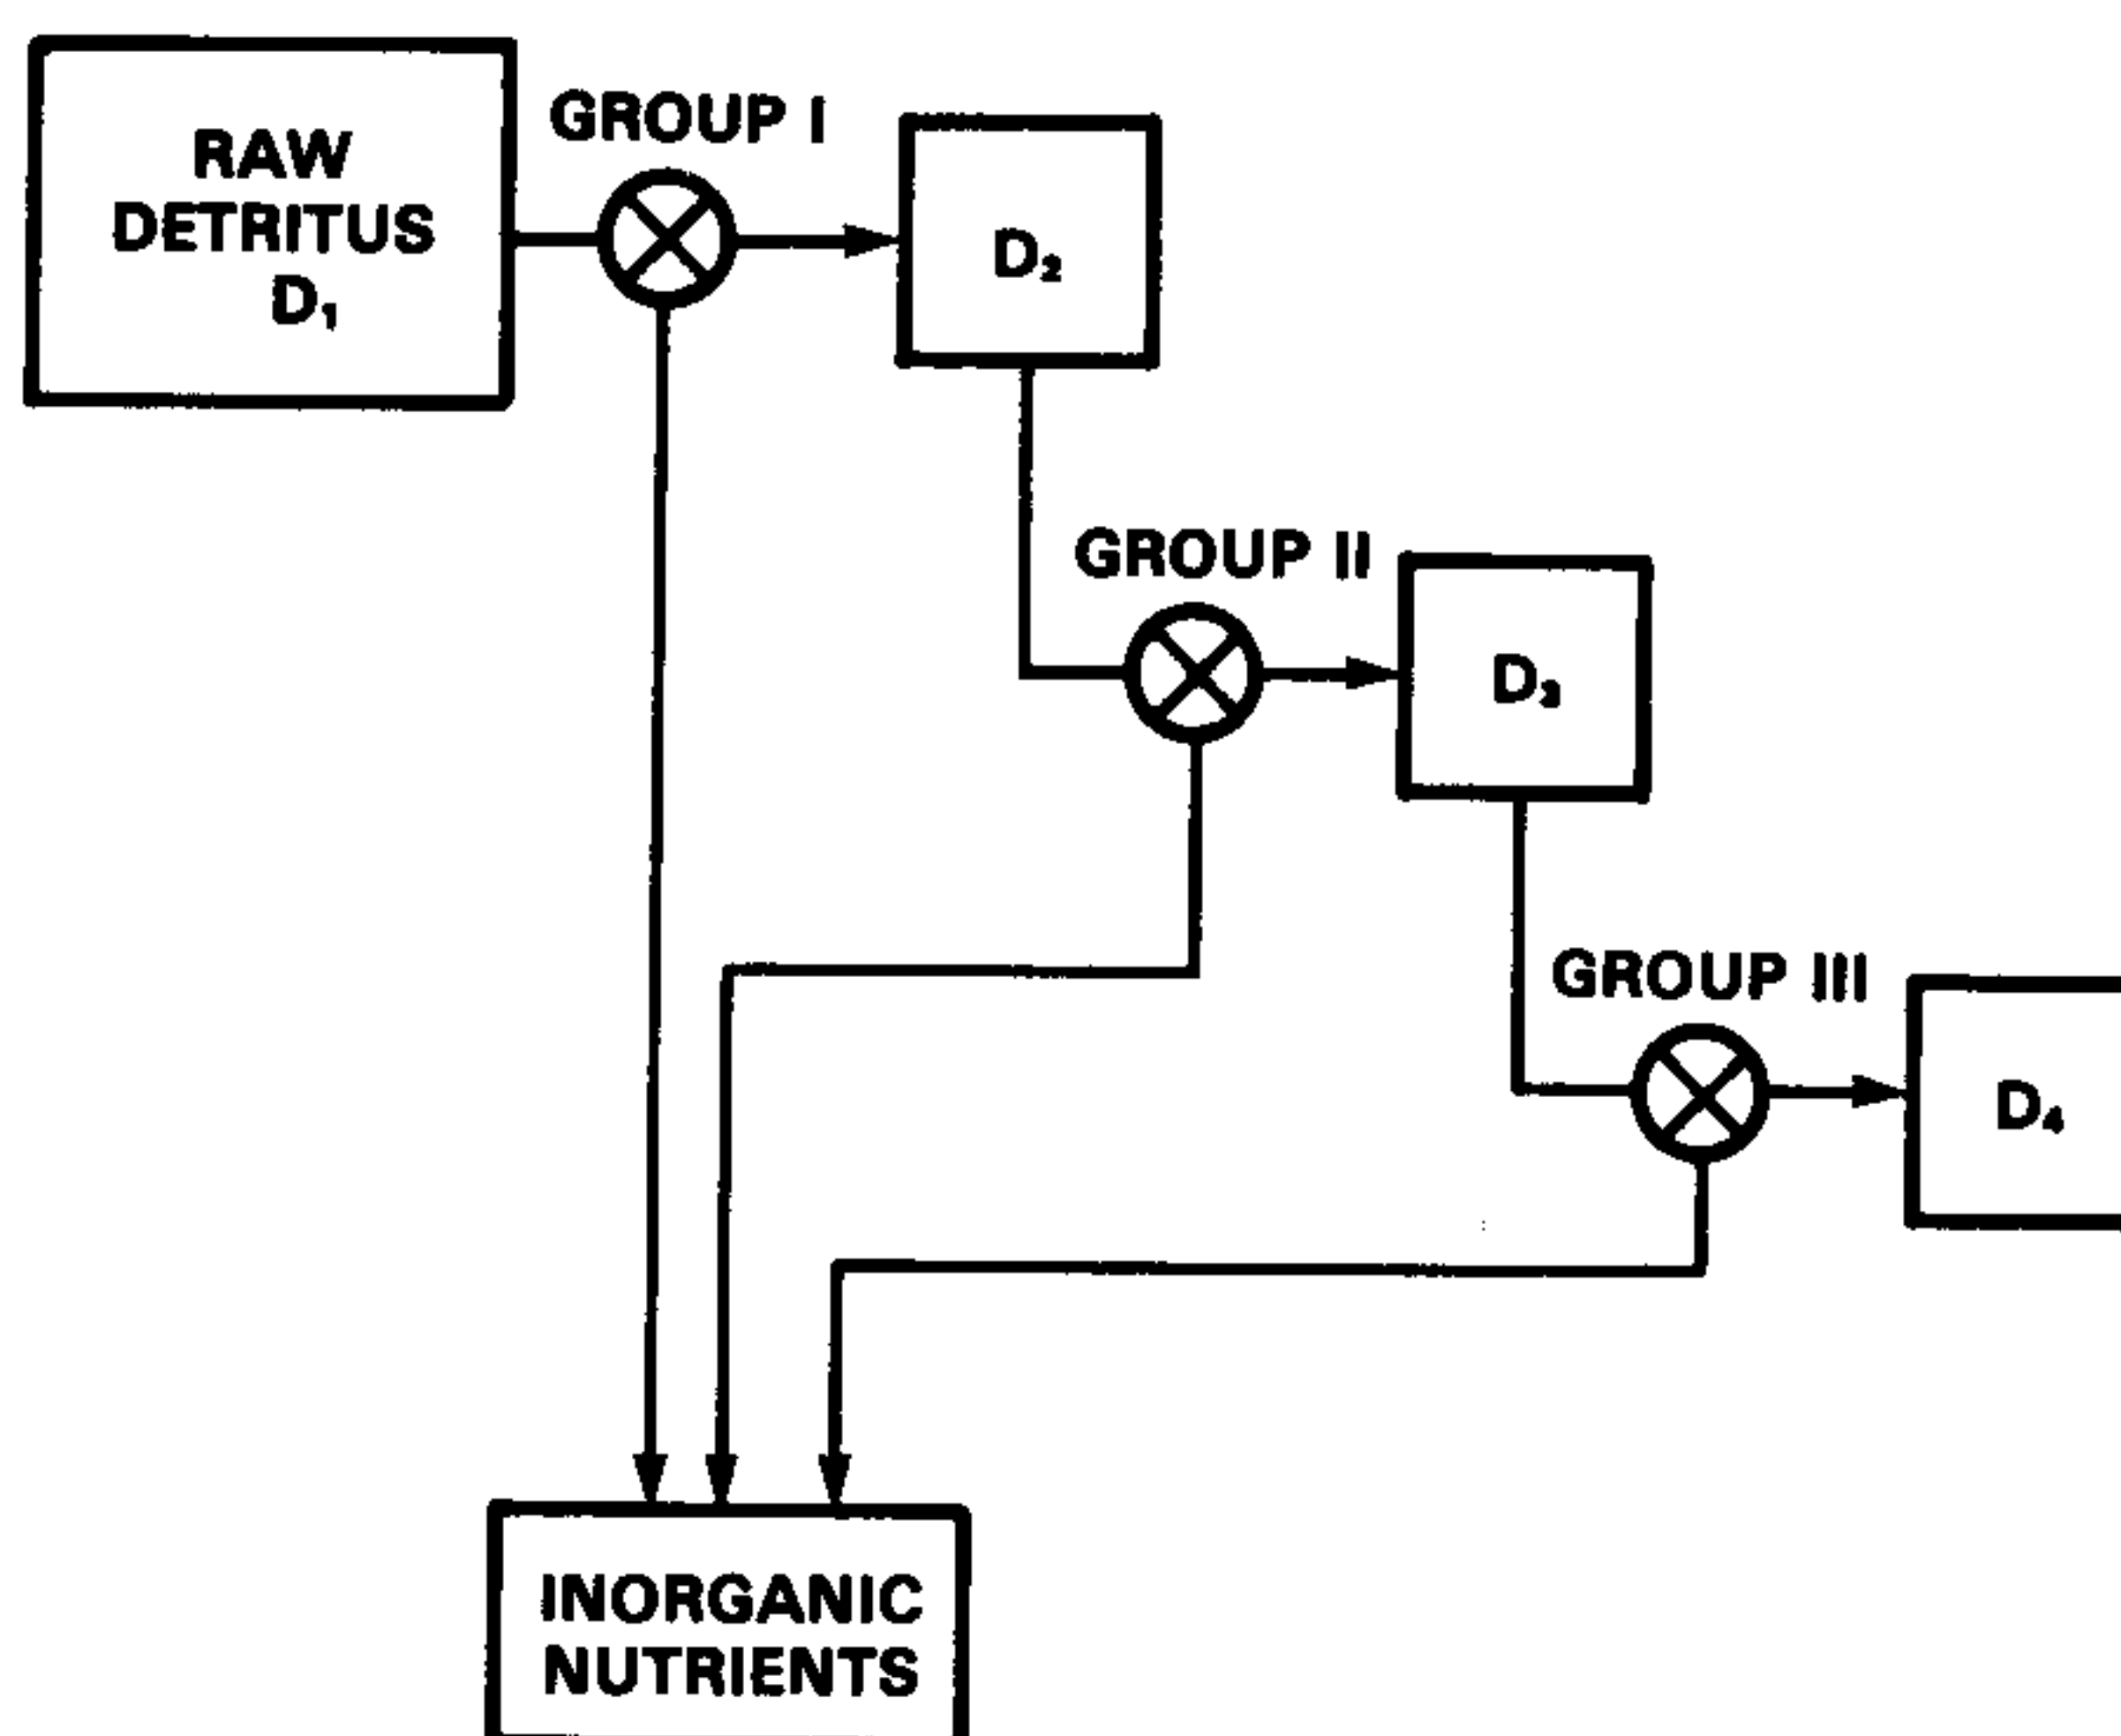 RAW
DETRITUS
D₁
GROUP I
D₂
GROUP II
D₃
GROUP III
D₄
INORGANIC
NUTRIENTS